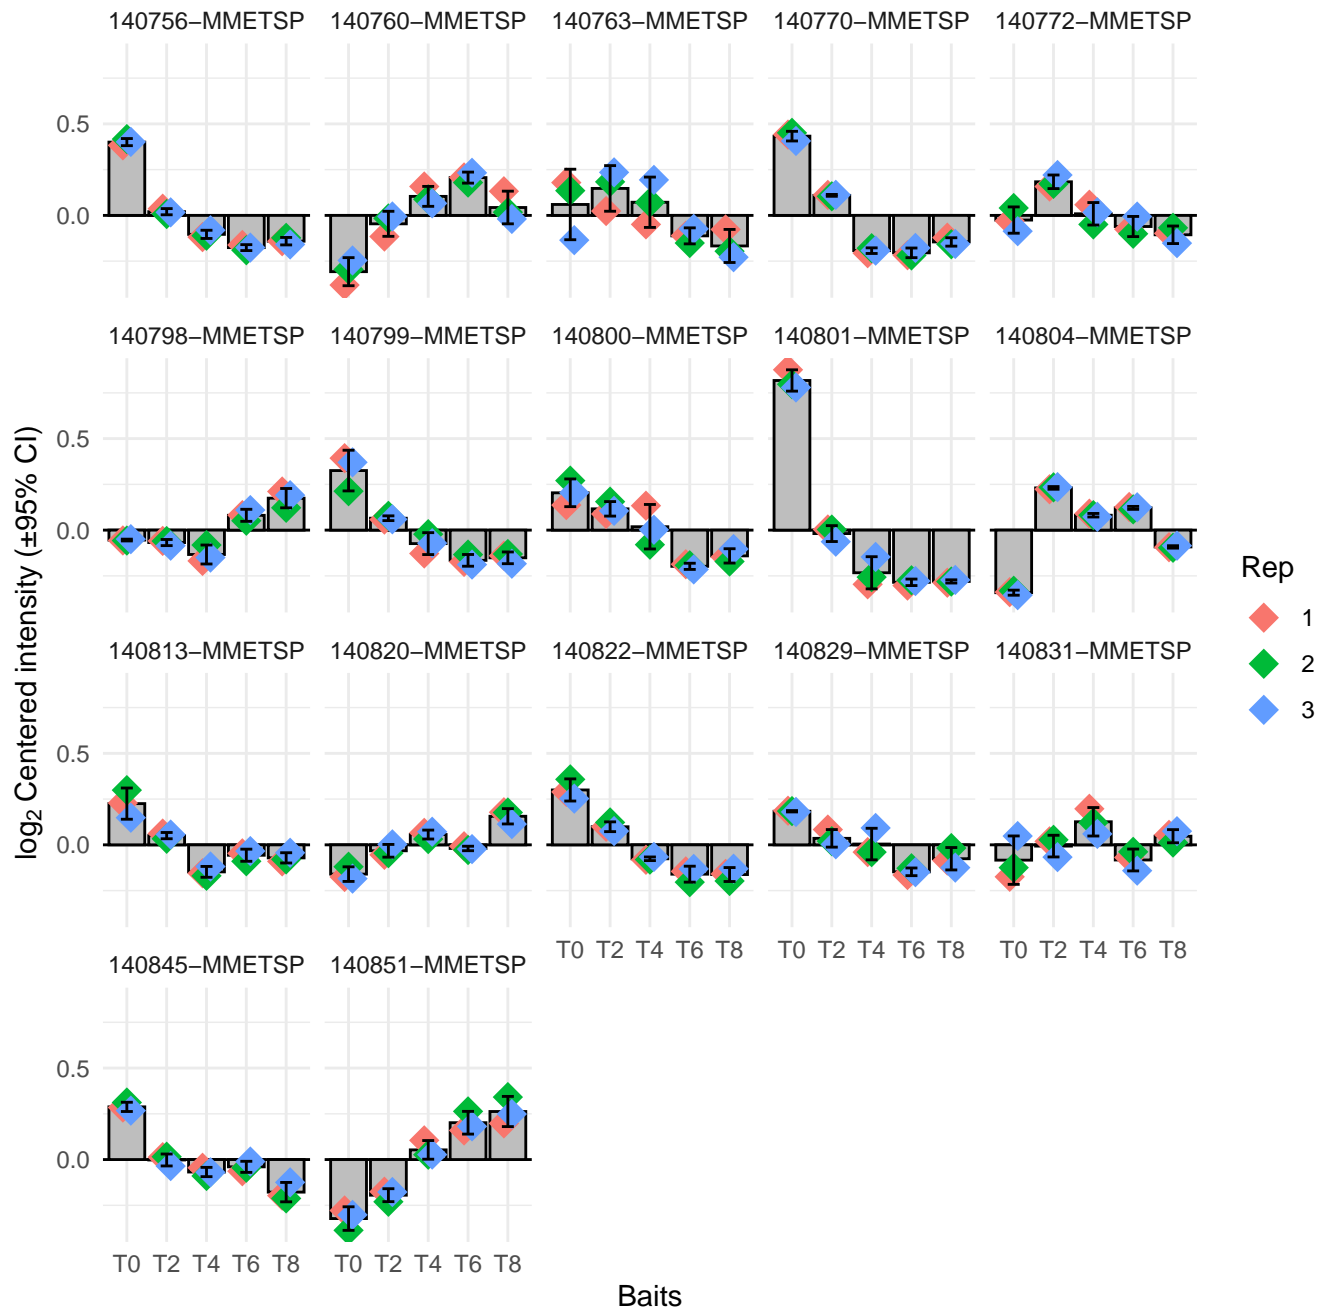 140756−MMETSP 140760−MMETSP 140763−MMETSP 140770−MMETSP 140772−MMETSP
0.5
0.0
140798−MMETSP 140799−MMETSP 140800−MMETSP 140801−MMETSP 140804−MMETSP
0.5
0.0
140813−MMETSP 140820−MMETSP 140822−MMETSP 140829−MMETSP 140831−MMETSP
0.5
0.0
T0 T2 T4 T6 T8 T0 T2 T4 T6 T8 T0 T2 T4 T6 T8
140845−MMETSP 140851−MMETSP
0.5
0.0
T0 T2 T4 T6 T8 T0 T2 T4 T6 T8
Baits
log2 Centered intensity (±95% CI)
Rep
1
2
3